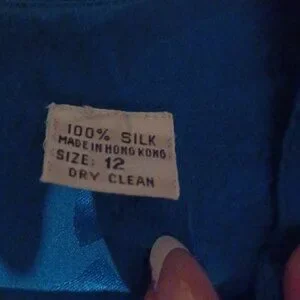 100% SILK
MADE IN HONG KONG
SIZE: 12
DRY CLEAN